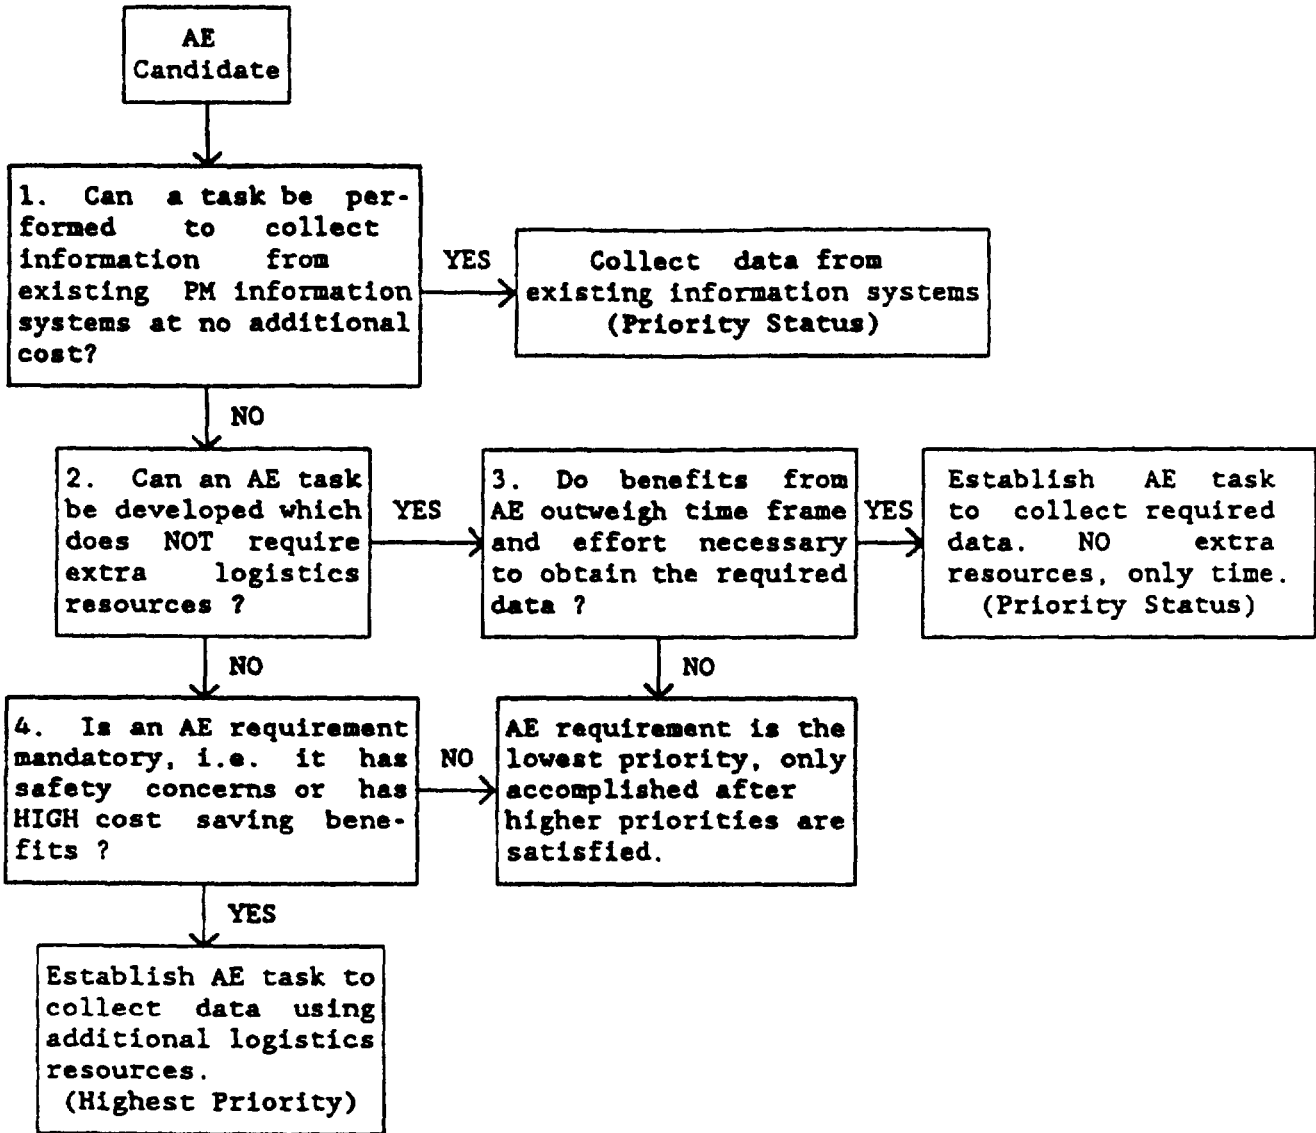 AE
Candidate
1. Can a task be per-
formed to collect
information from
existing PM information
systems at no additional
cost?
YES
Collect data from
existing information systems
(Priority Status)
NO
2. Can an AE task
be developed which
does NOT require
extra logistics
resources ?
YES
3. Do benefits from
AE outweigh time frame
and effort necessary
to obtain the required
data ?
YES
Establish AE task
to collect required
data. NO extra
resources, only time.
(Priority Status)
NO
NO
4. Is an AE requirement
mandatory, i.e. it has
safety concerns or has
HIGH cost saving bene-
fits ?
NO
AE requirement is the
lowest priority, only
accomplished after
higher priorities are
satisfied.
YES
Establish AE task to
collect data using
additional logistics
resources.
(Highest Priority)